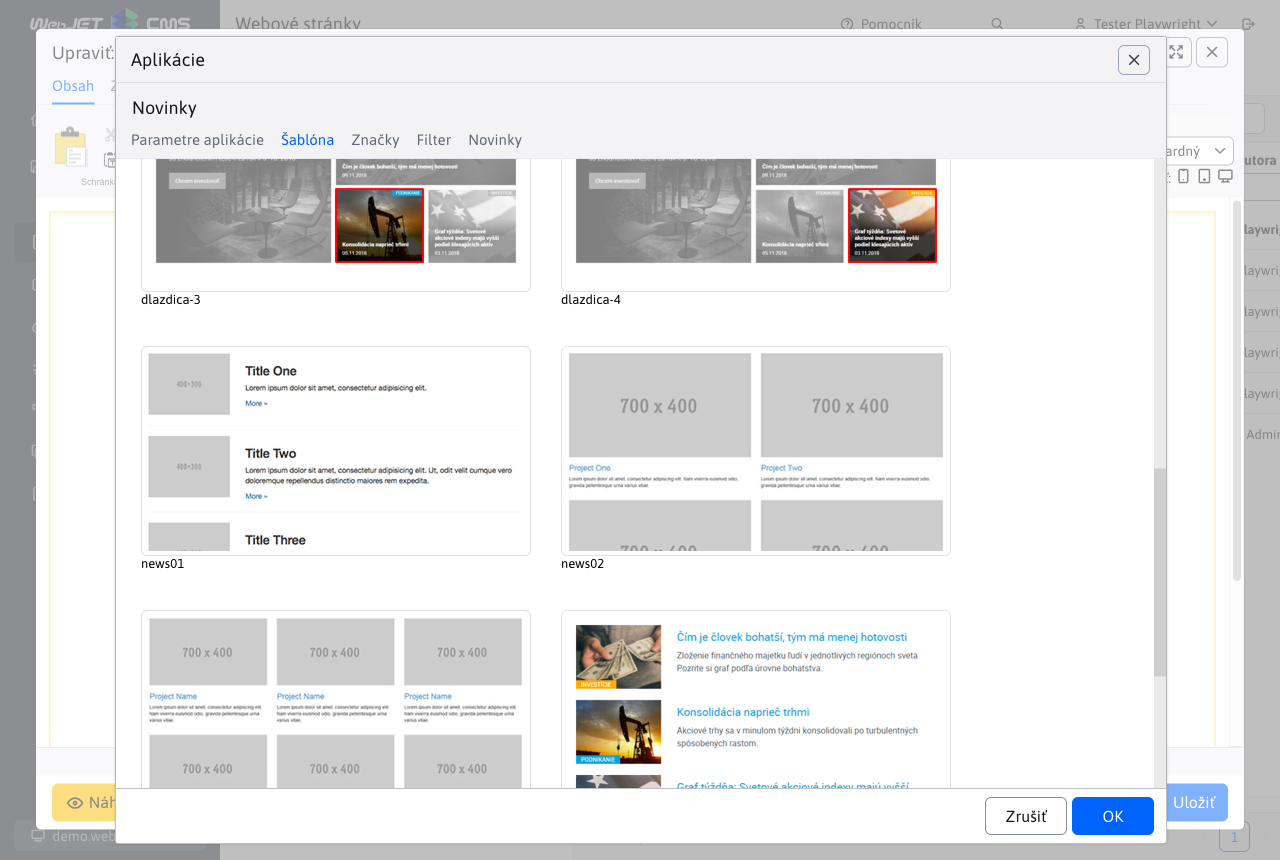 WebJET CMS
Webové stránky
Pomocník
Tester Playwright
Upraviť:
Obsah
Schránka
Aplikácie
Novinky
Parametre aplikácie
Šablóna
Značky
Filter
Novinky
Chcem investovať
Čím je človek bohatší, tým má menej hotovosti
09.11.2018
PODNIKANIE
Konsolidácia naprieč trhmi
05.11.2018
INVESTÍCIE
Graf týždňa: Svetové akciové indexy majú vyšší podiel klesajúcich aktív
03.11.2018
Chcem investovať
Čím je človek bohatší, tým má menej hotovosti
09.11.2018
Konsolidácia naprieč trhmi
05.11.2018
INVESTÍCIE
Graf týždňa: Svetové
akciové indexy majú vyšší
podiel klesajúcich aktív
03.11.2018
dlazdica-3
dlazdica-4
400×300
Title One
Lorem ipsum dolor sit amet, consectetur adipisicing elit.
More »
400×300
Title Two
Lorem ipsum dolor sit amet, consectetur adipisicing elit. Ut, odit velit cumque vero
doloremque repellendus distinctio maiores rem expedita.
More »
Title Three
700 x 400
700 x 400
Project One
Lorem ipsum dolor sit amet, consectetur adipisicing elit. Nam viverra euismod odio,
gravida pellentesque urna varius vitae.
Project Two
Lorem ipsum dolor sit amet, consectetur adipisicing elit. Nam viverra euismod odio,
gravida pellentesque urna varius vitae.
700 x 400
700 x 400
news01
news02
700 x 400
700 x 400
700 x 400
Project Name
Lorem ipsum dolor sit amet, consectetur adipisicing elit.
Nam viverra euismod odio, gravida pellentesque urna
varius vitae.
Project Name
Lorem ipsum dolor sit amet, consectetur adipisicing elit.
Nam viverra euismod odio, gravida pellentesque urna
varius vitae.
Project Name
Lorem ipsum dolor sit amet, consectetur adipisicing elit.
Nam viverra euismod odio, gravida pellentesque urna
varius vitae.
700 x 400
700 x 400
700 x 400
INVESTÍCIE
Čím je človek bohatší, tým má menej hotovosti
Zloženie finančného majetku ľudí v jednotlivých regiónoch sveta
Pozrite si graf podľa úrovne bohatstva.
PODNIKANIE
Konsolidácia naprieč trhmi
Akciové trhy sa v minulom týždni konsolidovali po turbulentných
spôsobených rastom.
Graf týždňa: Svetové akciové indexy majú vyšší
Zrušiť
OK
Uložiť
demo.web
1
Admin